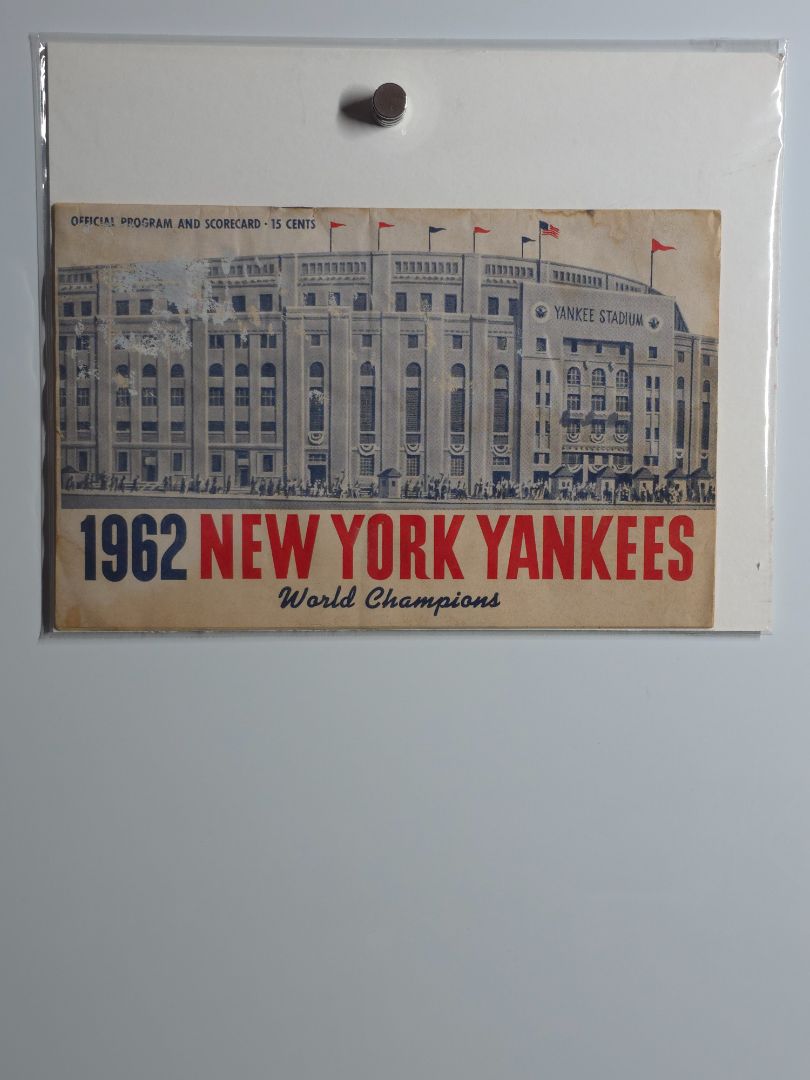 OFFICIAL PROGRAM AND SCORECARD · 15 CENTS
YANKEE STADIUM
1962 NEW YORK YANKEES
World Champions